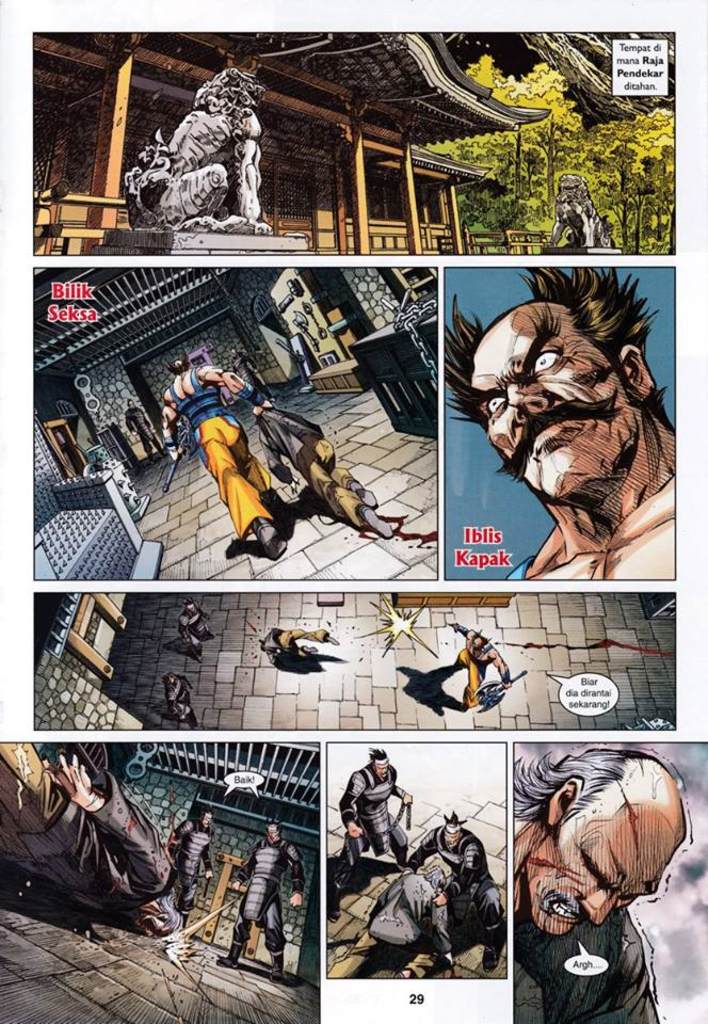 Tempat di
mana Raja
Pendekar
ditahan.
Bilik
Seksa
Iblis
Kapak
Biar
dia dirantai
sekarang!
Baik!
Argh....
29